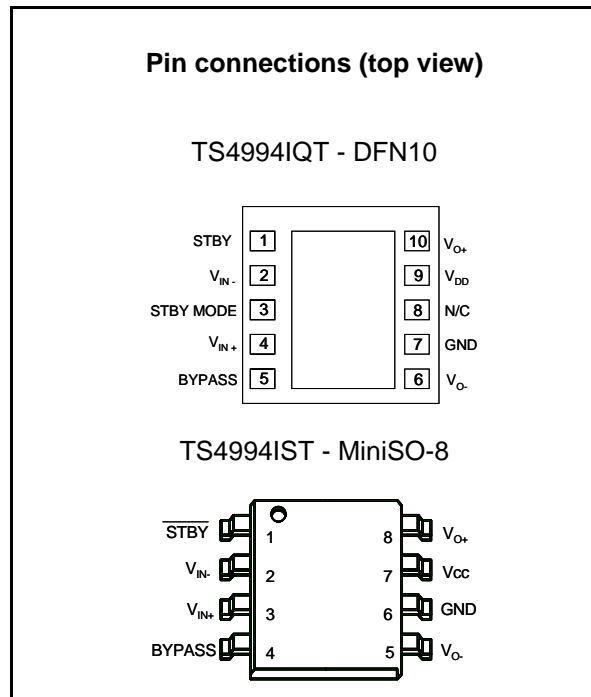 Pin connections (top view)
TS4994IQT - DFN10
STBY 1 10 VO+
VIN - 2 9 VDD
STBY MODE 3 8 N/C
VIN + 4 7 GND
BYPASS 5 6 VO-
TS4994IST - MiniSO-8
STBY 1 8 VO+
VIN- 2 7 VCC
VIN+ 3 6 GND
BYPASS 4 5 VO-